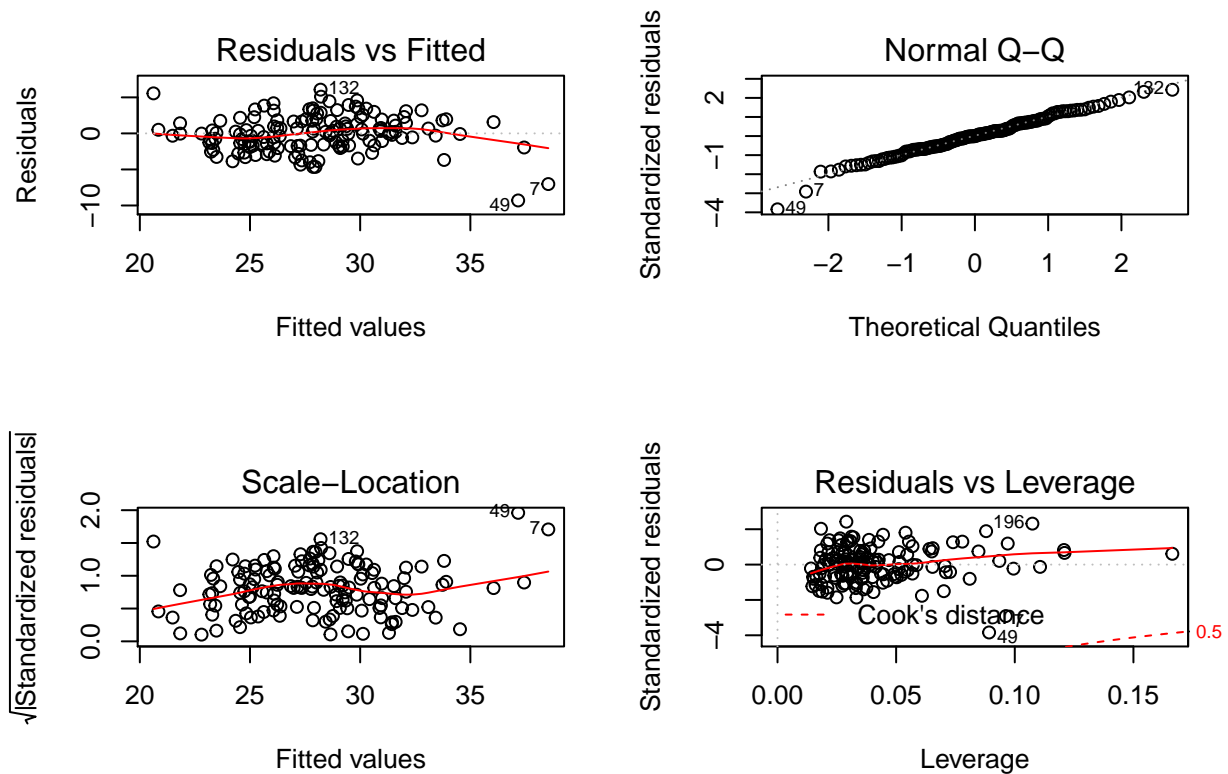 Residuals vs Fitted
Residuals
0
−10
132
7
49
20 25 30 35
Fitted values
Normal Q−Q
Standardized residuals
2
−1
−4
132
7
49
−2 −1 0 1 2
Theoretical Quantiles
Scale−Location
√|Standardized residuals|
2.0
1.0
0.0
49
7
132
20 25 30 35
Fitted values
Residuals vs Leverage
Standardized residuals
0
−4
196
7
Cook's distance
49
0.5
0.00 0.05 0.10 0.15
Leverage